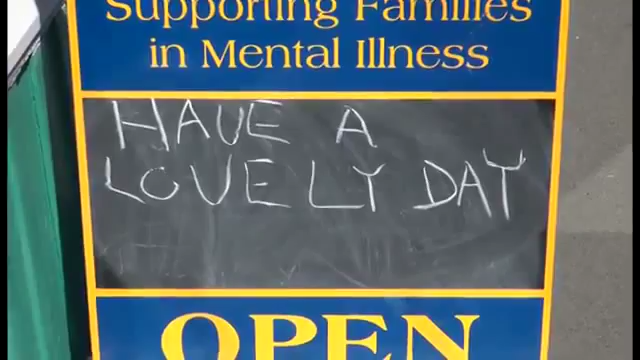 Supporting Families
in Mental Illness
HAVE A
LOVELY DAY
OPEN